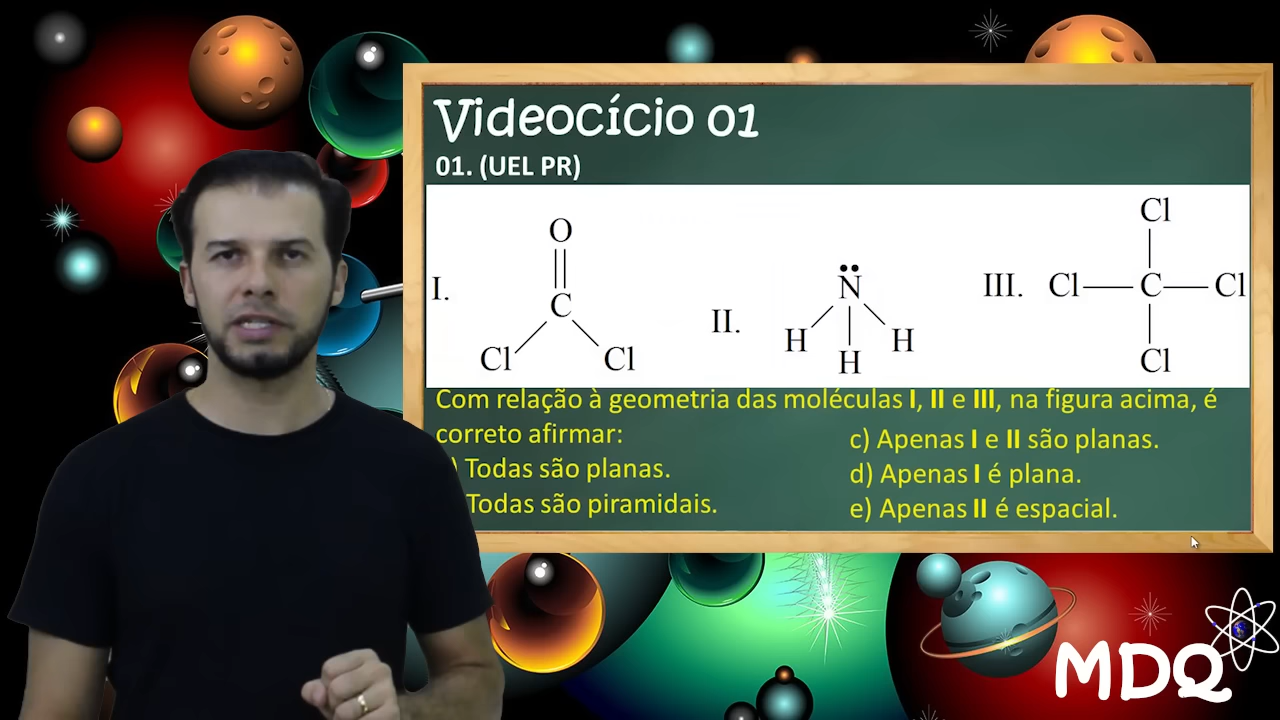 Videocício 01
01. (UEL PR)
I.
O
C
Cl Cl
II.
N
H H H
III.
Cl
Cl C Cl
Cl
Com relação à geometria das moléculas I, II e III, na figura acima, é
correto afirmar:
) Todas são planas.
Todas são piramidais.
c) Apenas I e II são planas.
d) Apenas I é plana.
e) Apenas II é espacial.
MDQ